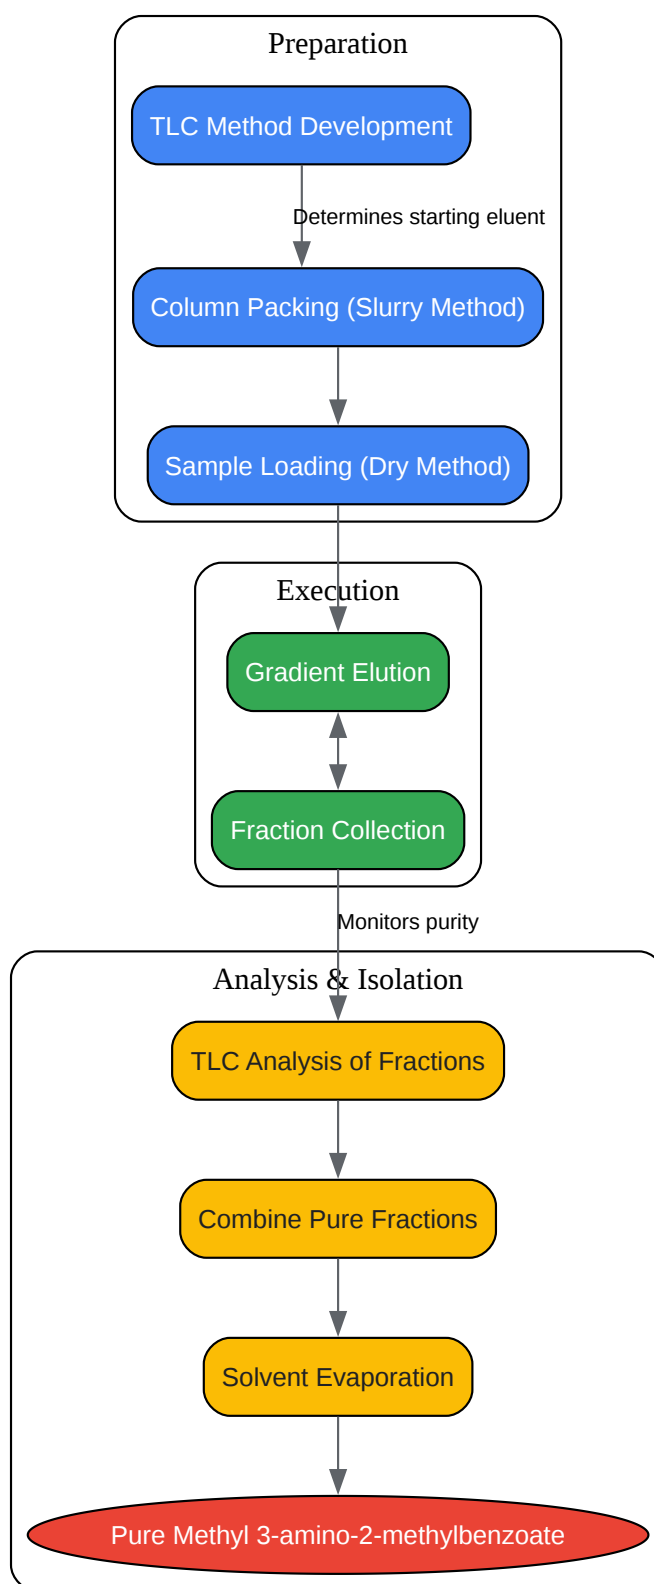 Preparation
TLC Method Development
Determines starting eluent
Column Packing (Slurry Method)
Sample Loading (Dry Method)
Execution
Gradient Elution
Fraction Collection
Monitors purity
Analysis & Isolation
TLC Analysis of Fractions
Combine Pure Fractions
Solvent Evaporation
Pure Methyl 3-amino-2-methylbenzoate